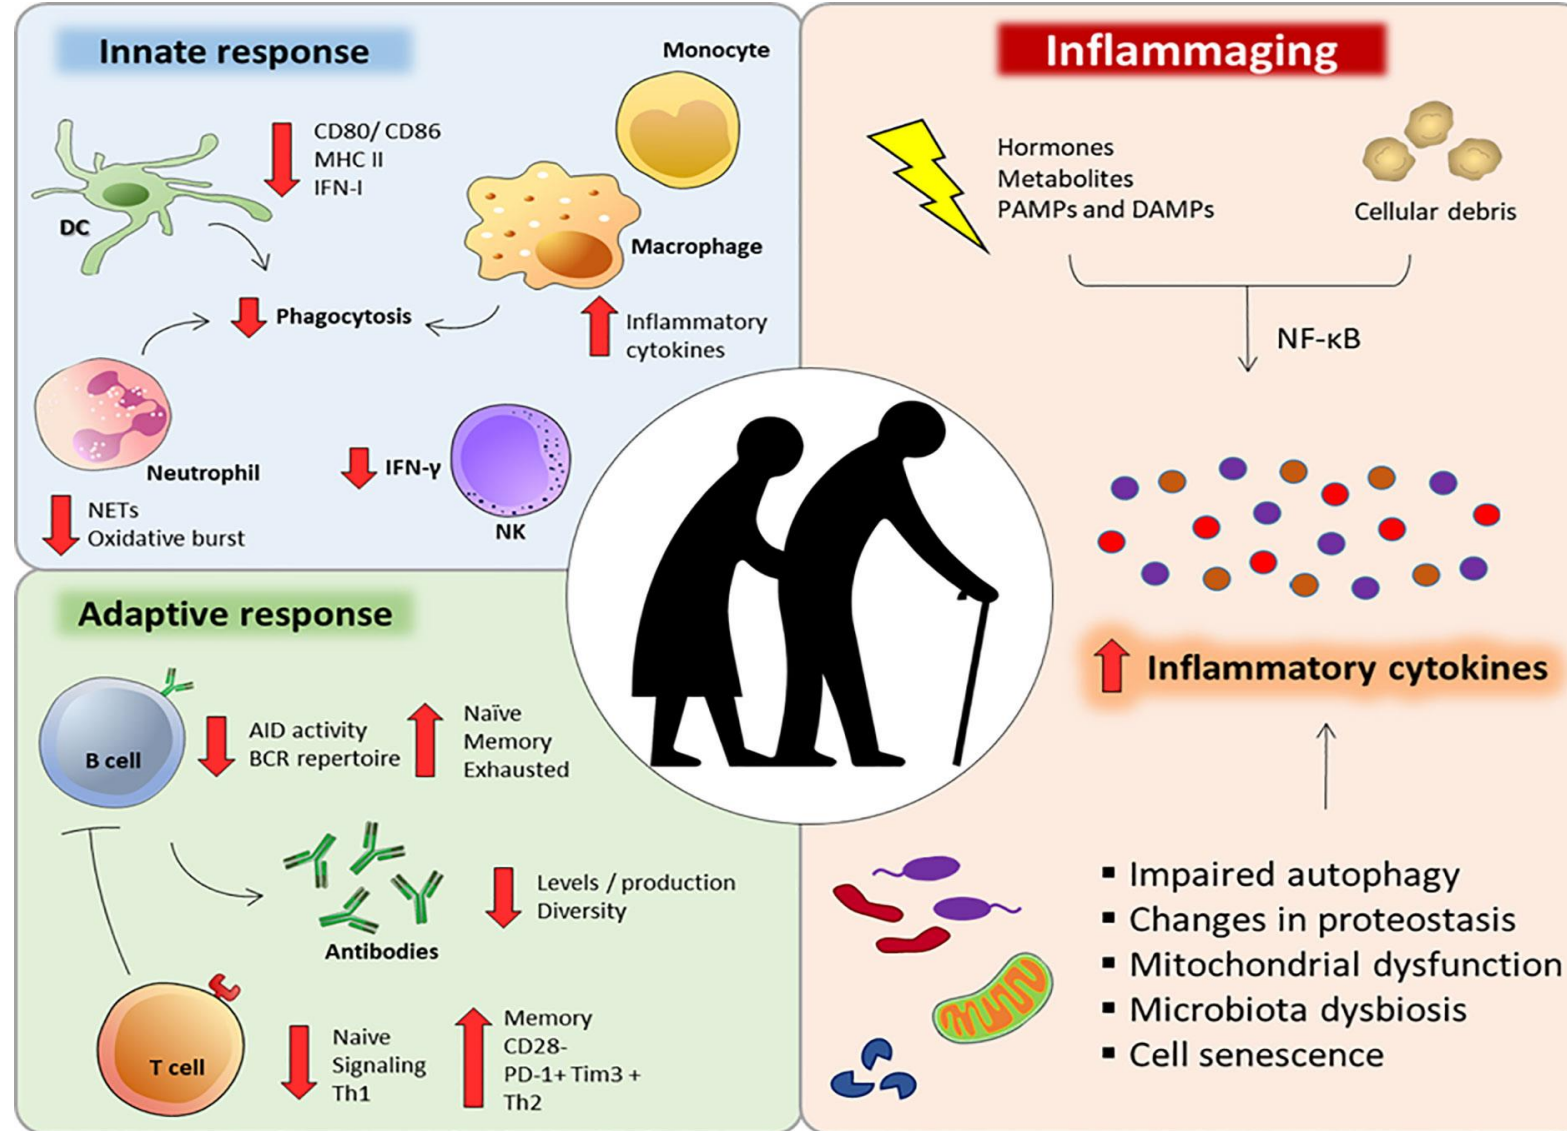 Innate response
Monocyte
CD80/ CD86
MHC II
IFN-I
DC
Macrophage
Phagocytosis
Inflammatory
cytokines
Neutrophil
IFN-γ
NK
NETs
Oxidative burst
Adaptive response
B cell
AID activity
BCR repertoire
Naïve
Memory
Exhausted
Levels / production
Diversity
Antibodies
T cell
Naive
Signaling
Th1
Memory
CD28-
PD-1+ Tim3 +
Th2
Inflammaging
Hormones
Metabolites
PAMPs and DAMPs
Cellular debris
NF-κB
Inflammatory cytokines
▪ Impaired autophagy
▪ Changes in proteostasis
▪ Mitochondrial dysfunction
▪ Microbiota dysbiosis
▪ Cell senescence